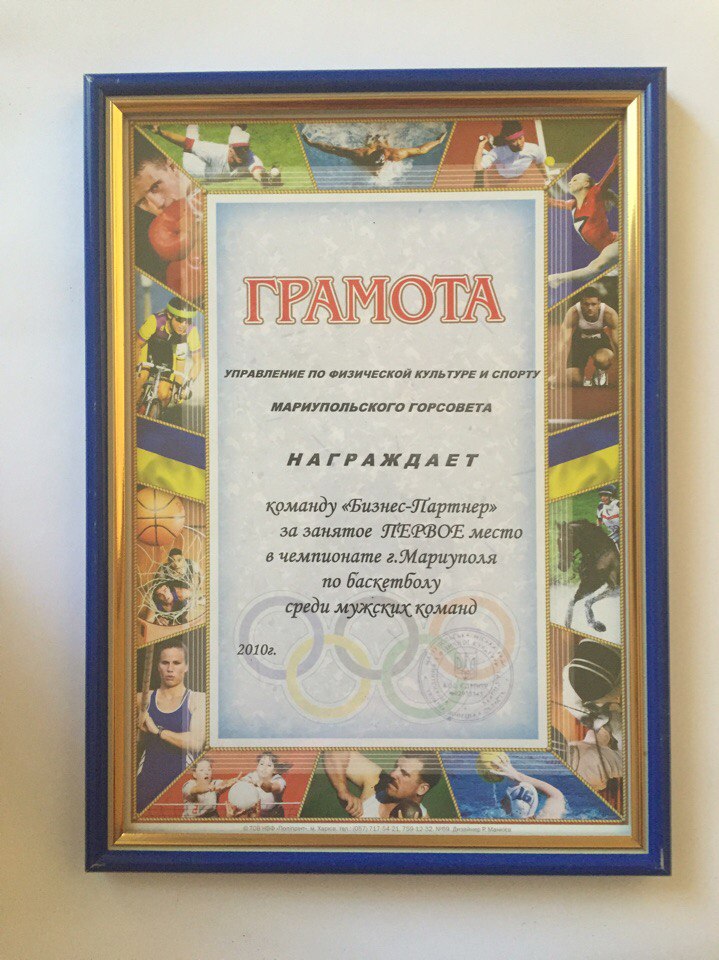 ГРАМОТА
УПРАВЛЕНИЕ ПО ФИЗИЧЕСКОЙ КУЛЬТУРЕ И СПОРТУ
МАРИУПОЛЬСКОГО ГОРСОВЕТА
НАГРАЖДАЕТ
команду «Бизнес-Партнер»
за занятое ПЕРВОЕ место
в чемпионате г.Мариуполя
по баскетболу
среди мужских команд
2010г.